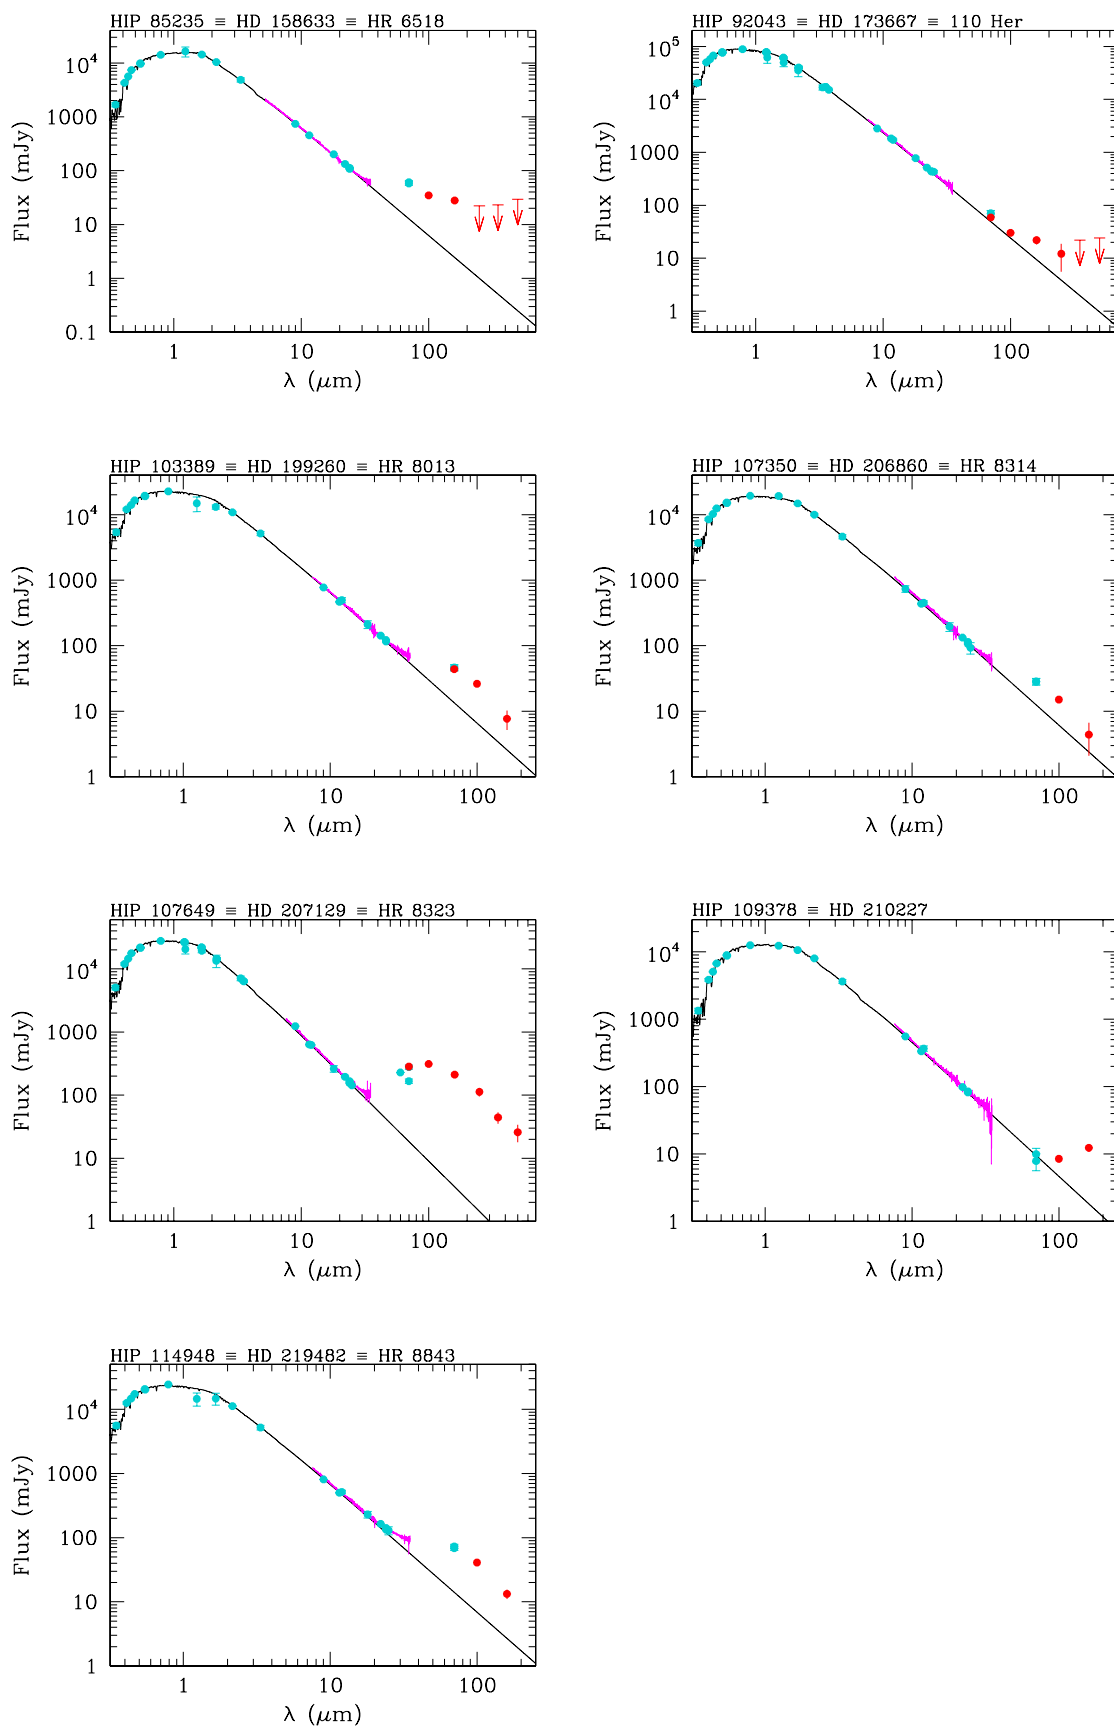 HIP 85235 ≡ HD 158633 ≡ HR 6518
10⁴
1000
100
10
1
0.1
Flux (mJy)
1 10 100
λ (μm)
HIP 92043 ≡ HD 173667 ≡ 110 Her
10⁵
10⁴
1000
100
10
1
Flux (mJy)
1 10 100
λ (μm)
HIP 103389 ≡ HD 199260 ≡ HR 8013
10⁴
1000
100
10
1
Flux (mJy)
1 10 100
λ (μm)
HIP 107350 ≡ HD 206860 ≡ HR 8314
10⁴
1000
100
10
1
Flux (mJy)
1 10 100
λ (μm)
HIP 107649 ≡ HD 207129 ≡ HR 8323
10⁴
1000
100
10
1
Flux (mJy)
1 10 100
λ (μm)
HIP 109378 ≡ HD 210227
10⁴
1000
100
10
1
Flux (mJy)
1 10 100
λ (μm)
HIP 114948 ≡ HD 219482 ≡ HR 8843
10⁴
1000
100
10
1
Flux (mJy)
1 10 100
λ (μm)